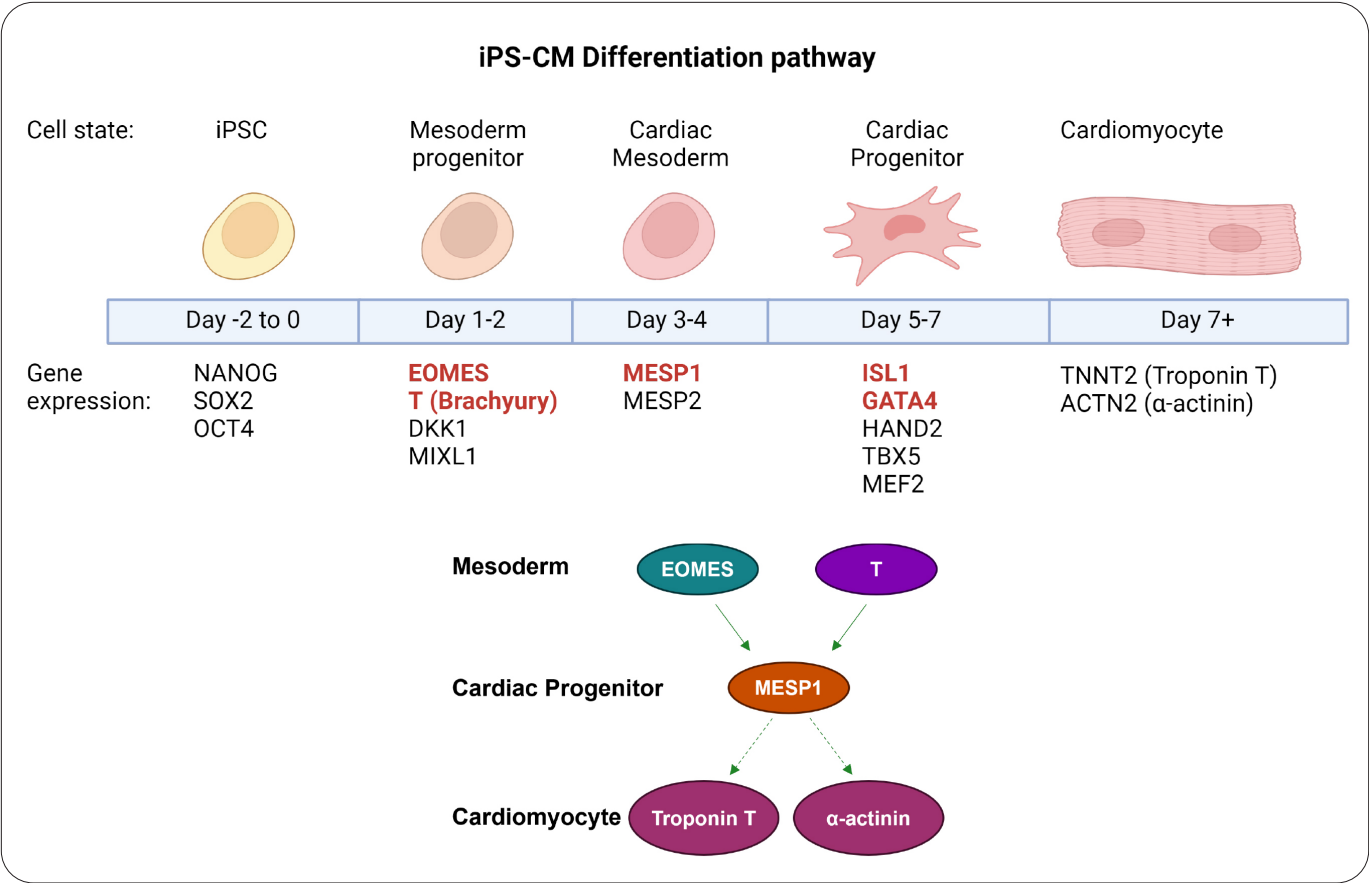 iPS-CM Differentiation pathway
Cell state:
iPSC
Mesoderm
progenitor
Cardiac
Mesoderm
Cardiac
Progenitor
Cardiomyocyte
Day -2 to 0
Day 1-2
Day 3-4
Day 5-7
Day 7+
Gene
expression:
NANOG
SOX2
OCT4
EOMES
T (Brachyury)
DKK1
MIXL1
MESP1
MESP2
ISL1
GATA4
HAND2
TBX5
MEF2
TNNT2 (Troponin T)
ACTN2 (α-actinin)
Mesoderm
EOMES
T
Cardiac Progenitor
MESP1
Cardiomyocyte
Troponin T
α-actinin